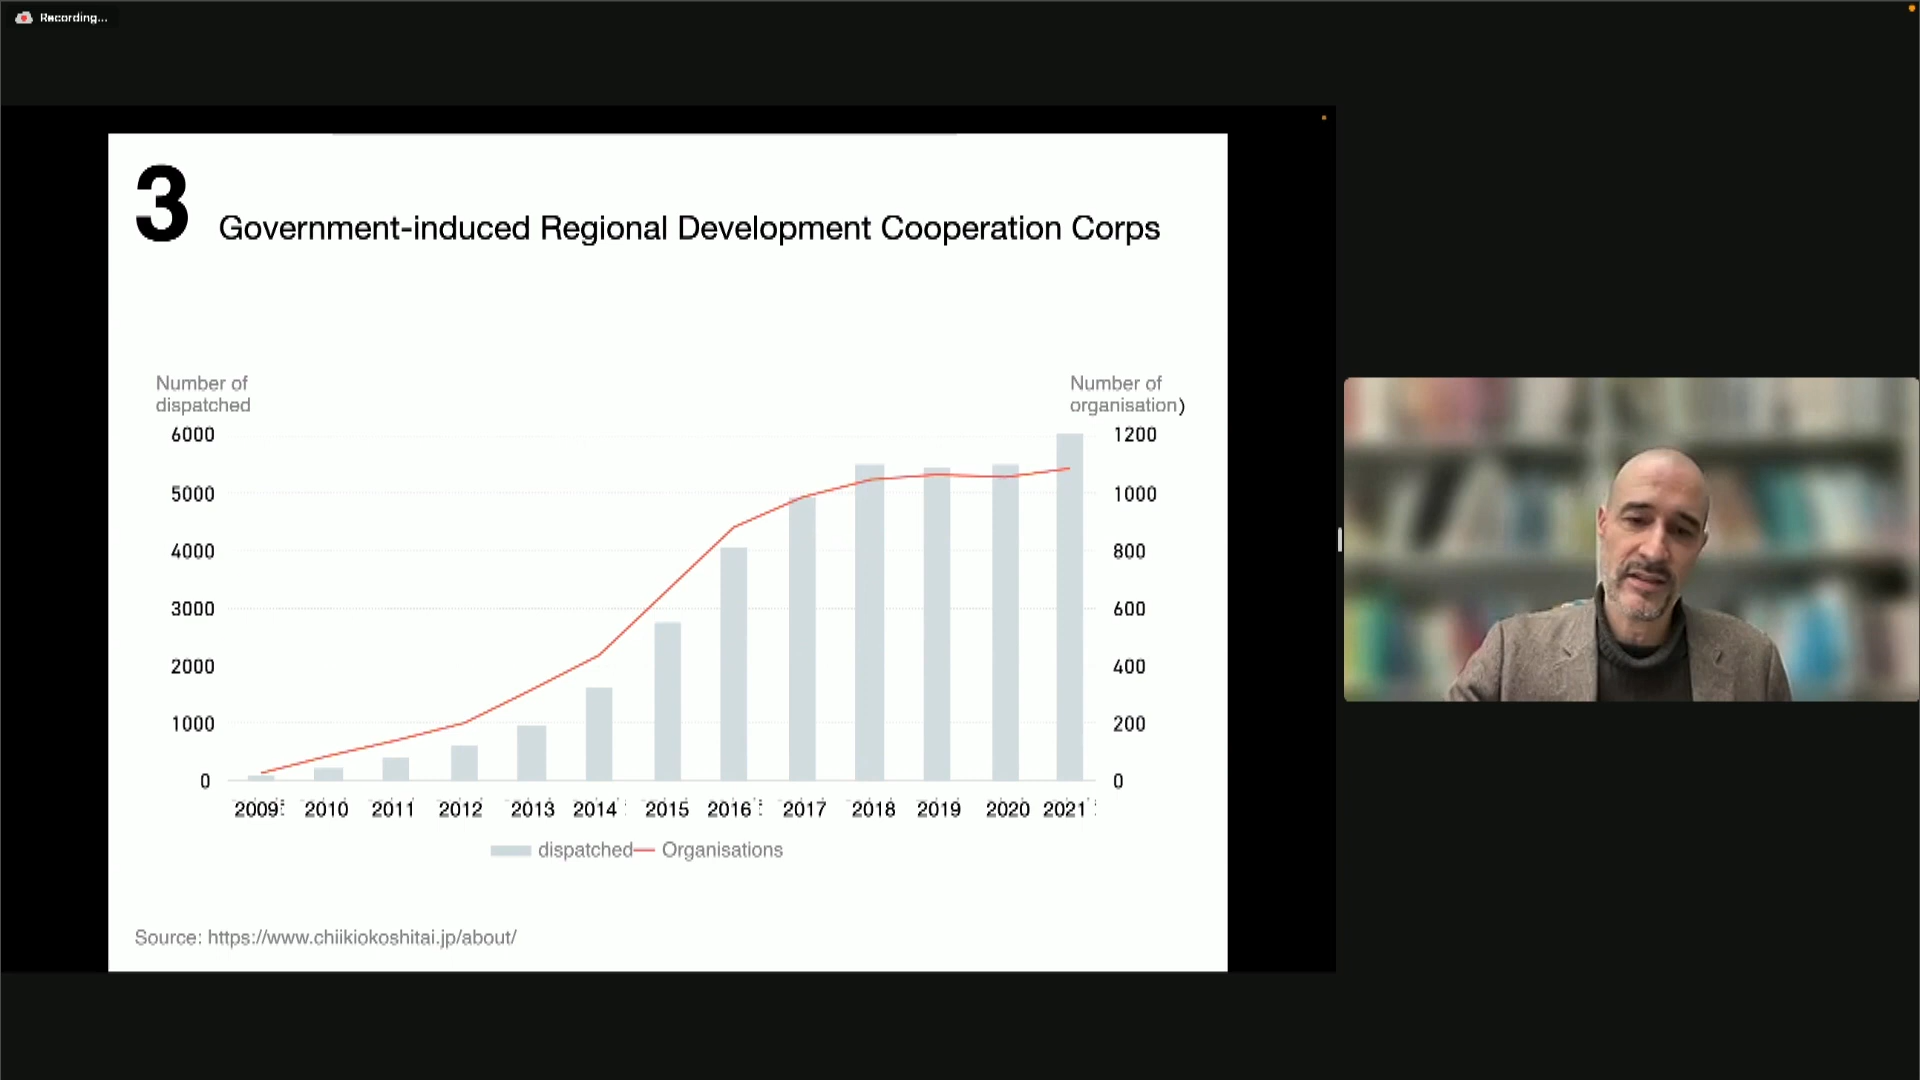 Recording...
3
Government-induced Regional Development Cooperation Corps
Number of
dispatched
Number of
organisation)
6000
5000
4000
3000
2000
1000
0
1200
1000
800
600
400
200
0
2009 2010 2011 2012 2013 2014 2015 2016 2017 2018 2019 2020 2021
dispatched Organisations
Source: https://www.chiikiokoshitai.jp/about/